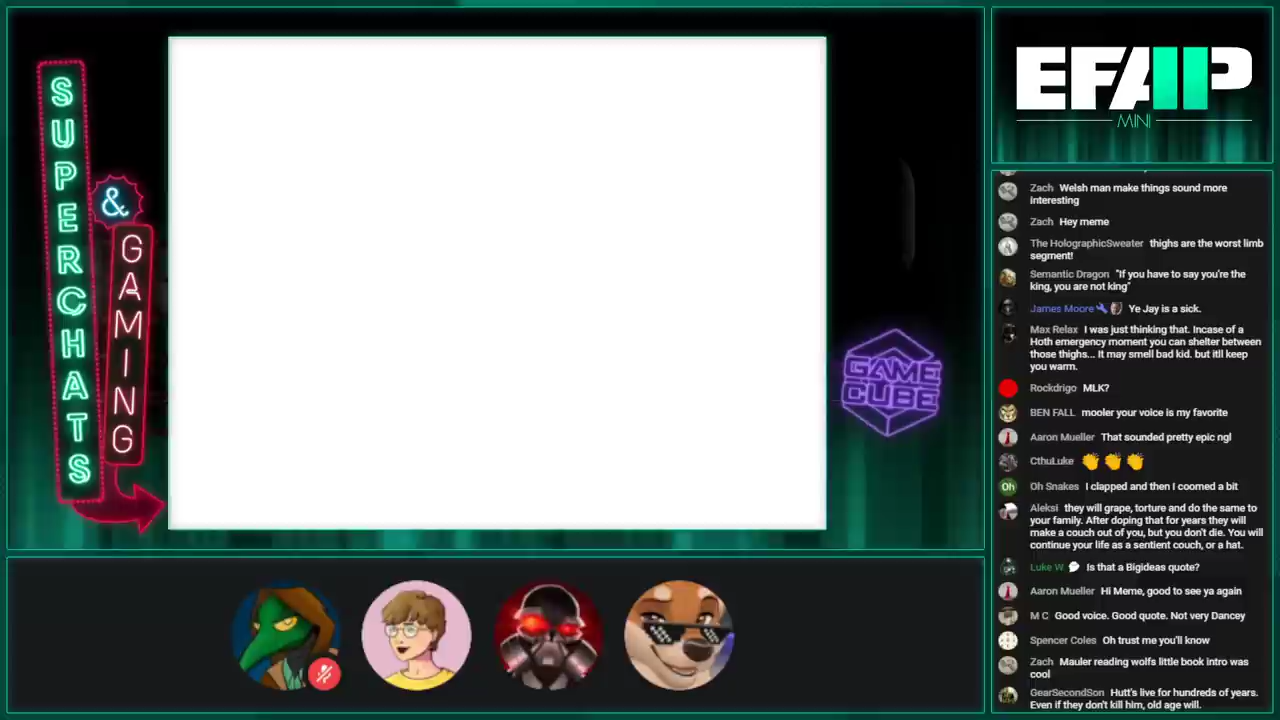 SUPERCHATS
&
GAMING
GAME
CUBE
EFAP
MINI
Zach Welsh man make things sound more
interesting
Zach Hey meme
The HolographicSweater thighs are the worst limb
segment!
Semantic Dragon "If you have to say you're the
king, you are not king"
James Moore Ye Jay is a sick.
Max Relax I was just thinking that. Incase of a
Hoth emergency moment you can shelter between
those thighs... It may smell bad kid. but itll keep
you warm.
Rockdrigo MLK?
BEN FALL mooler your voice is my favorite
Aaron Mueller That sounded pretty epic ngl
CthuLuke 👏 👏 👏
Oh Oh Snakes I clapped and then I coomed a bit
Aleksi they will grape, torture and do the same to
your family. After doping that for years they will
make a couch out of you, but you don't die. You will
continue your life as a sentient couch, or a hat.
Luke W Is that a Bigideas quote?
Aaron Mueller Hi Meme, good to see ya again
M C Good voice. Good quote. Not very Dancey
Spencer Coles Oh trust me you'll know
Zach Mauler reading wolfs little book intro was
cool
GearSecondSon Hutt's live for hundreds of years.
Even if they don't kill him, old age will.